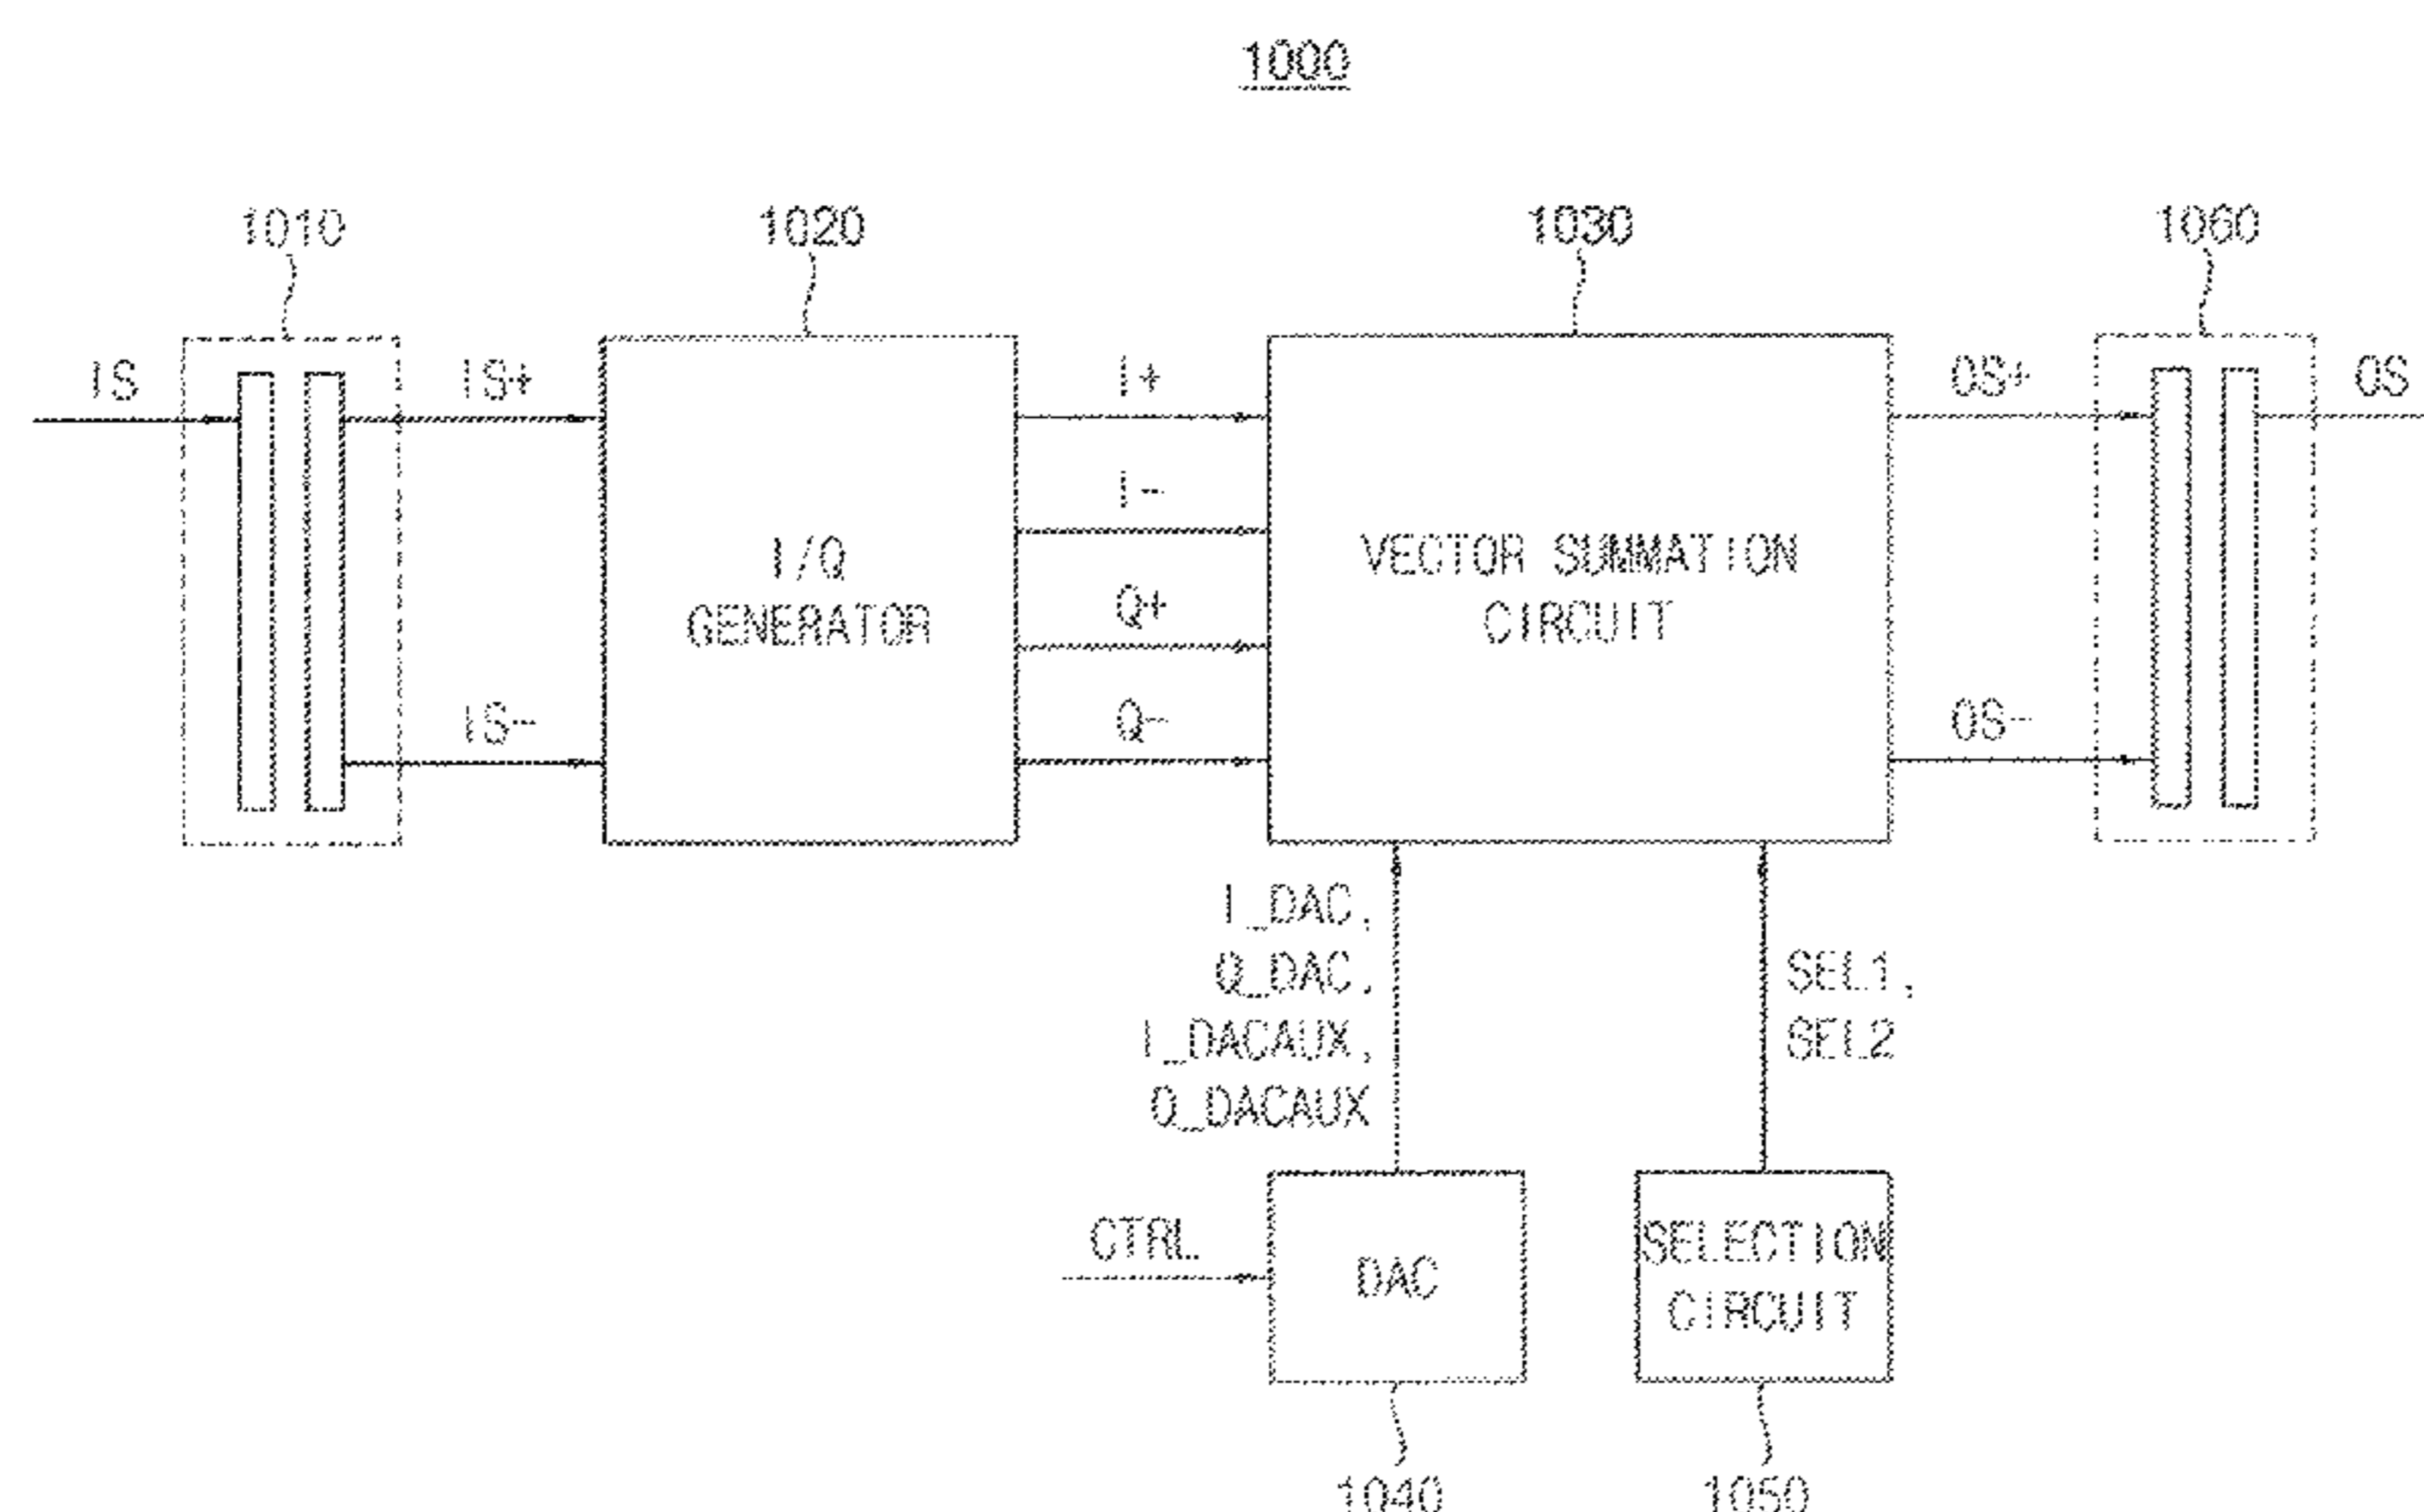 1000
1010
1020
1030
1060
IS
IS+
I+
OS+
OS
I-
I/Q
GENERATOR
VECTOR SUMMATION
CIRCUIT
Q+
IS-
Q-
OS-
I_DAC,
Q_DAC,
I_DACAUX,
Q_DACAUX
SEL1,
SEL2
CTRL
DAC
SELECTION
CIRCUIT
1040
1050